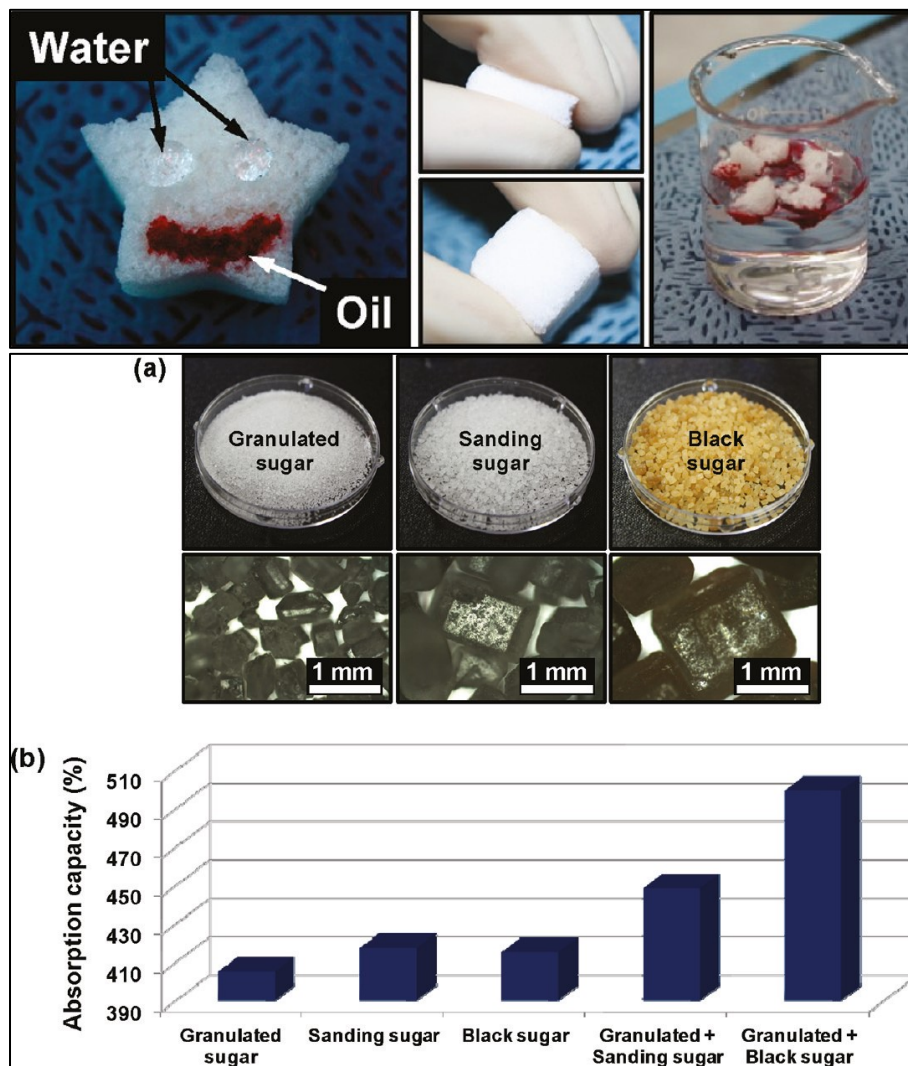 Water
Oil
(a)
Granulated
sugar
Sanding
sugar
Black
sugar
1 mm
1 mm
1 mm
(b)
Absorption capacity (%)
510
490
470
450
430
410
390
Granulated
sugar
Sanding sugar
Black sugar
Granulated +
Sanding sugar
Granulated +
Black sugar